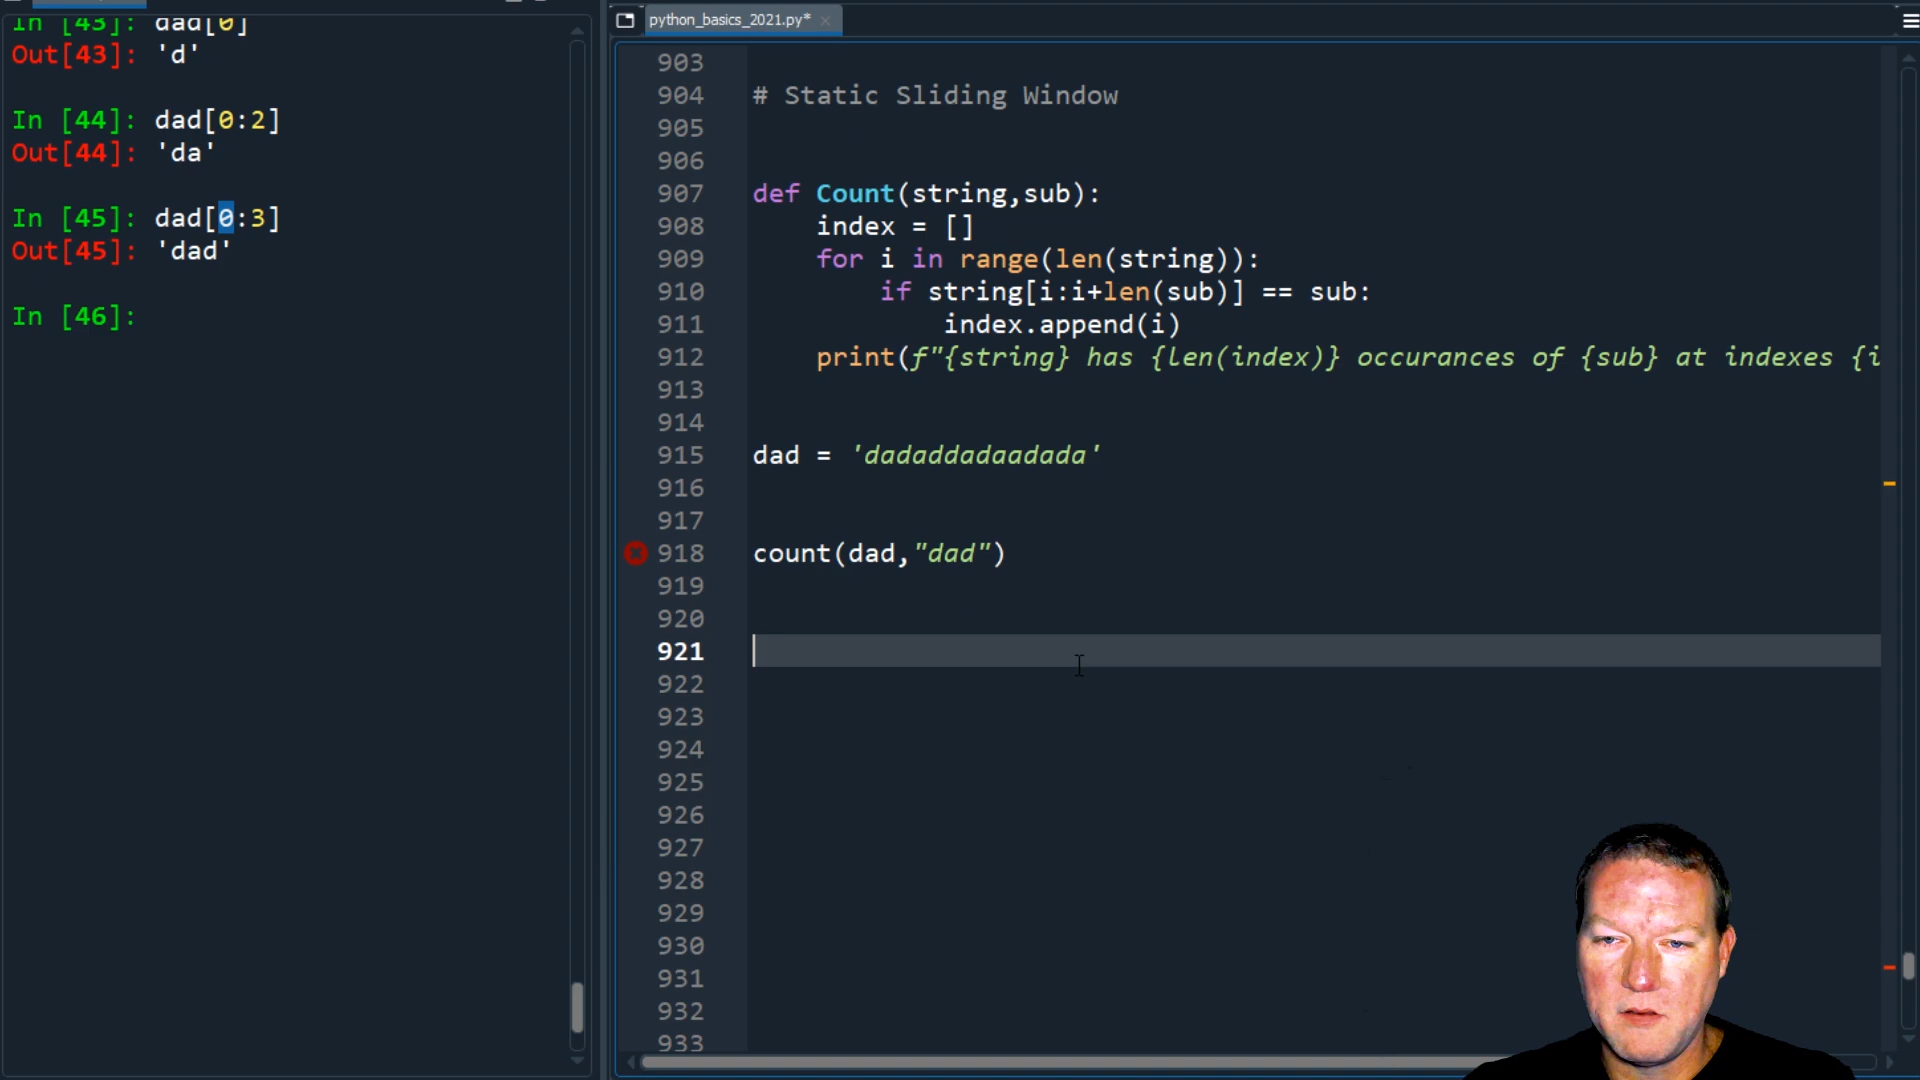 In [43]: dad[0]
Out[43]: 'd'
In [44]: dad[0:2]
Out[44]: 'da'
In [45]: dad[0:3]
Out[45]: 'dad'
In [46]:
python_basics_2021.py*
903
904 # Static Sliding Window
905
906
907 def Count(string,sub):
908 index = []
909 for i in range(len(string)):
910 if string[i:i+len(sub)] == sub:
911 index.append(i)
912 print(f"{string} has {len(index)} occurances of {sub} at indexes {i
913
914
915 dad = 'dadaddadaadada'
916
917
918 count(dad,"dad")
919
920
921
922
923
924
925
926
927
928
929
930
931
932
933